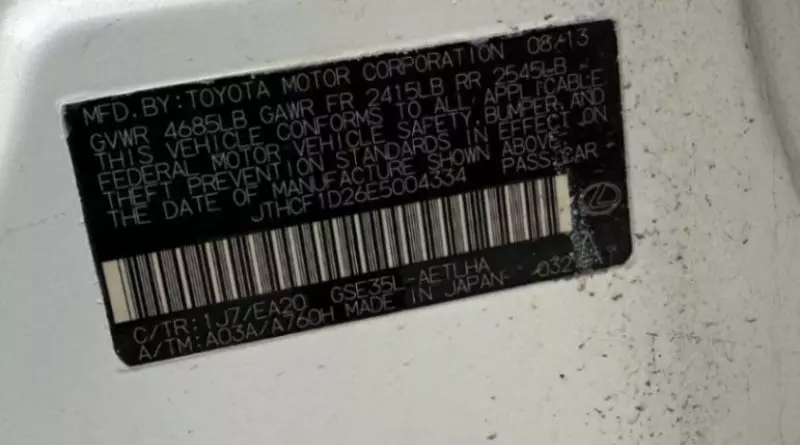 MFD. BY: TOYOTA MOTOR CORPORATION 08/13
GVWR 4685LB GAWR FR 2415LB RR 2545LB
THIS VEHICLE CONFORMS TO ALL APPLICABLE
FEDERAL MOTOR VEHICLE SAFETY, BUMPER, AND
THEFT PREVENTION STANDARDS IN EFFECT ON
THE DATE OF MANUFACTURE SHOWN ABOVE.
JTHCF1D26E5004334 PASS. CAR
C/TR: 1J7/EA20 GSE35L-AETLHA
A/TM: A03A/A760H MADE IN JAPAN